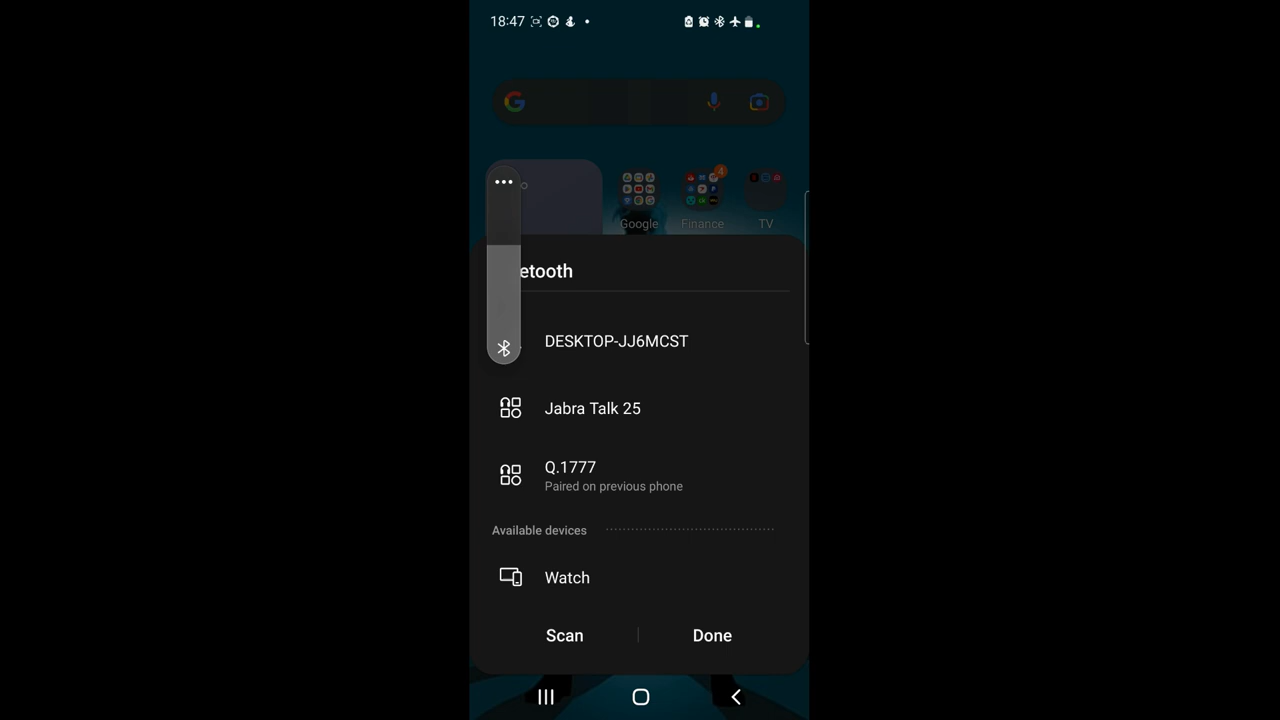 18:47
Google
Finance
4
TV
etooth
DESKTOP-JJ6MCST
Jabra Talk 25
Q.1777
Paired on previous phone
Available devices
Watch
Scan
Done